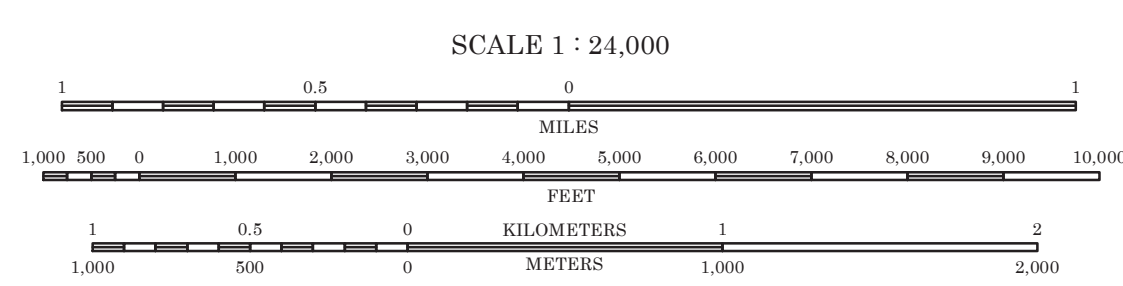 SCALE 1 : 24,000
1 0.5 0 1
MILES
1,000 500 0 1,000 2,000 3,000 4,000 5,000 6,000 7,000 8,000 9,000 10,000
FEET
1 0.5 0 KILOMETERS 1 2
1,000 500 0 METERS 1,000 2,000